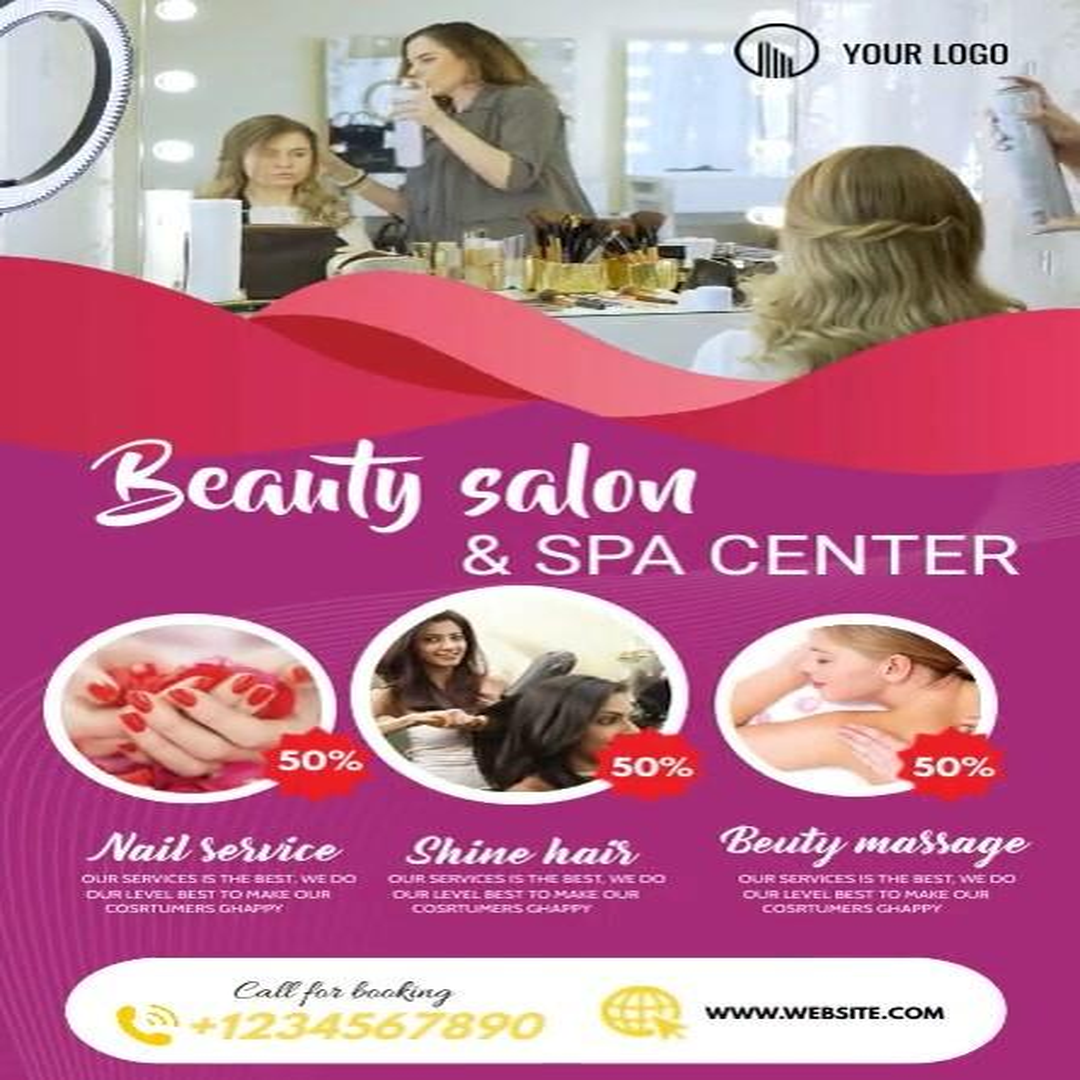 YOUR LOGO
Beauty salon
& SPA CENTER
50%
50%
50%
Nail service
OUR SERVICES IS THE BEST, WE DO
OUR LEVEL BEST TO MAKE OUR
COSRTUMERS GHAPPY
Shine hair
OUR SERVICES IS THE BEST, WE DO
OUR LEVEL BEST TO MAKE OUR
COSRTUMERS GHAPPY
Beuty massage
OUR SERVICES IS THE BEST, WE DO
OUR LEVEL BEST TO MAKE OUR
COSRTUMERS GHAPPY
Call for booking
+1234567890
WWW.WEBSITE.COM